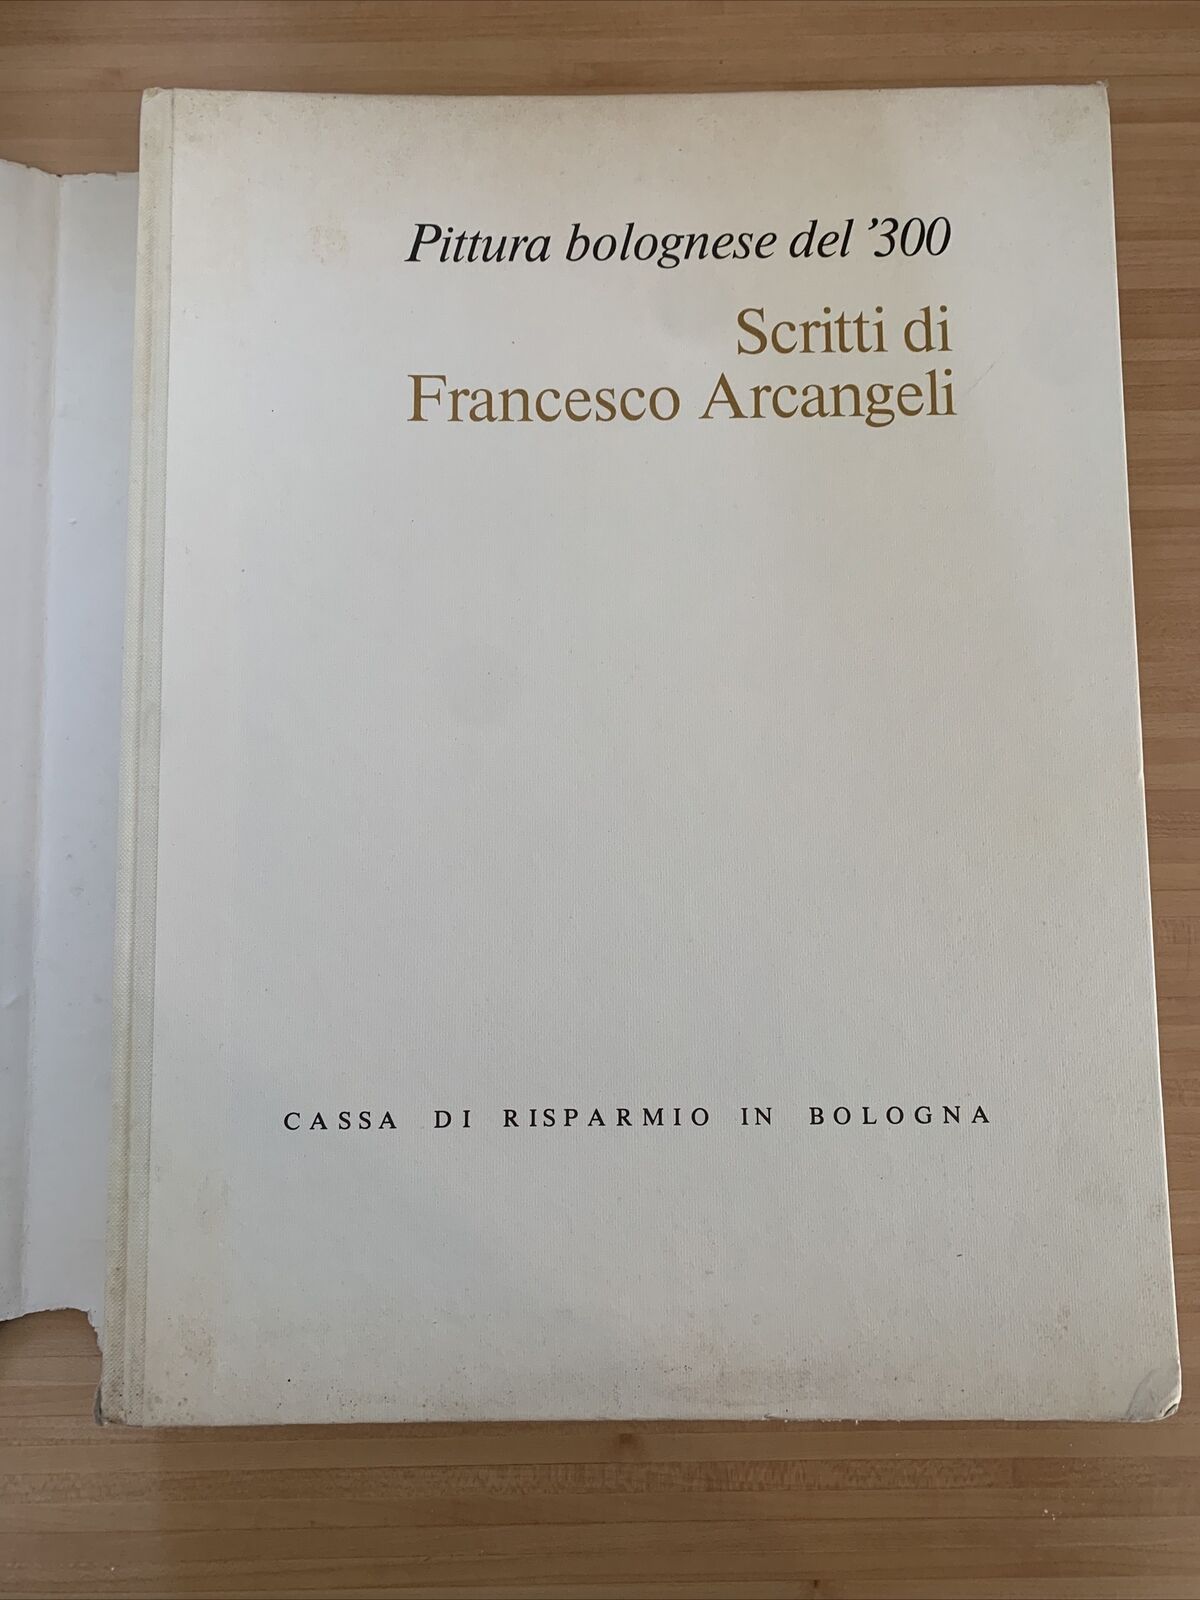 Pittura bolognese del ’300
Scritti di
Francesco Arcangeli
CASSA DI RISPARMIO IN BOLOGNA